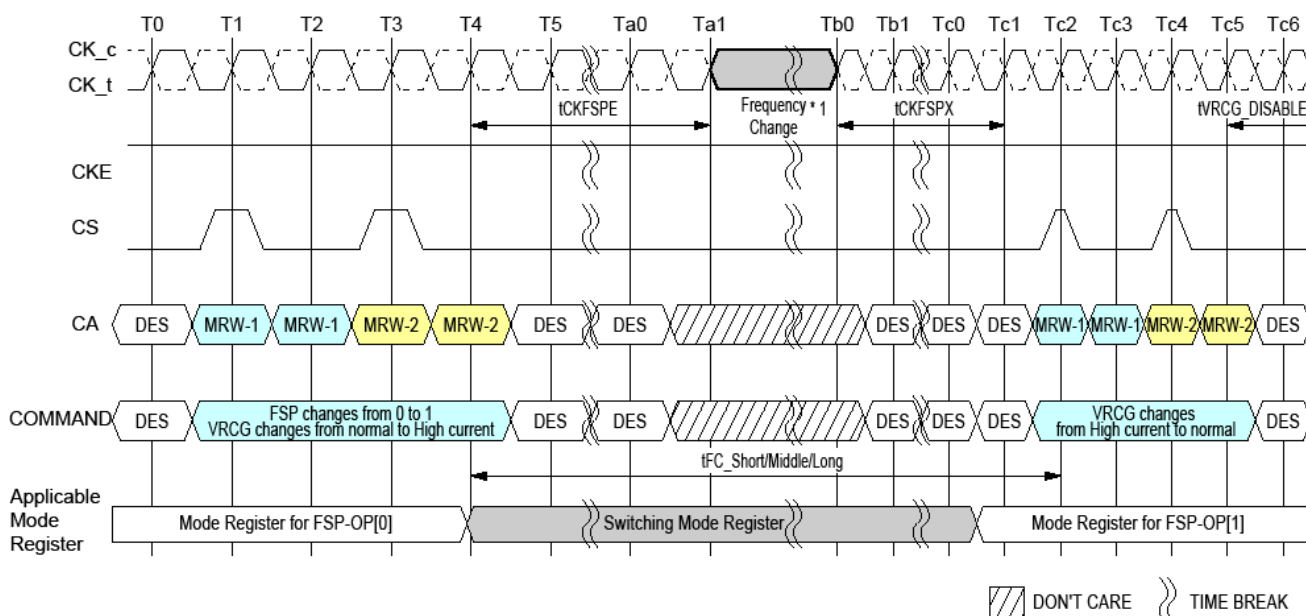 T0 T1 T2 T3 T4 T5 Ta0 Ta1 Tb0 Tb1 Tc0 Tc1 Tc2 Tc3 Tc4 Tc5 Tc6
CK_c
CK_t
tCKFSPE
Frequency * 1
Change
tCKFSPX
tVRCG_DISABLE
CKE
CS
CA DES MRW-1 MRW-1 MRW-2 MRW-2 DES DES DES DES DES MRW-1 MRW-1 MRW-2 MRW-2 DES
COMMAND DES FSP changes from 0 to 1 DES DES DES DES DES VRCG changes DES
VRCG changes from normal to High current from High current to normal
tFC_Short/Middle/Long
Applicable
Mode
Register
Mode Register for FSP-OP[0] Switching Mode Register Mode Register for FSP-OP[1]
DON'T CARE TIME BREAK